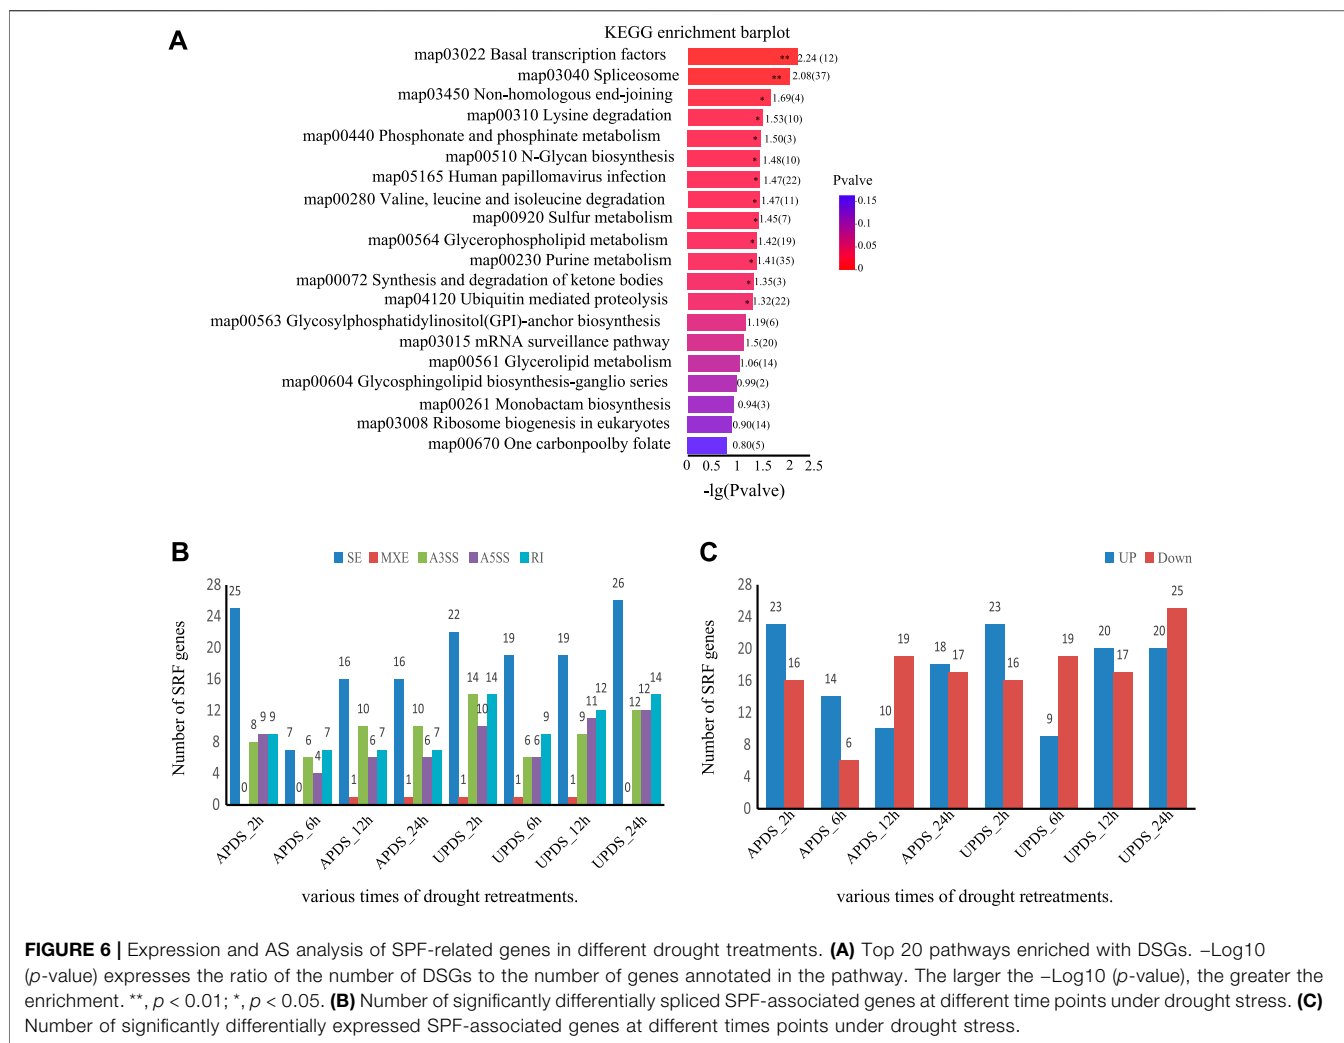 A
KEGG enrichment barplot
map03022 Basal transcription factors ** 2.24 (12)
map03040 Spliceosome ** 2.08(37)
map03450 Non-homologous end-joining * 1.69(4)
map00310 Lysine degradation * 1.53(10)
map00440 Phosphonate and phosphinate metabolism * 1.50(3)
map00510 N-Glycan biosynthesis * 1.48(10)
map05165 Human papillomavirus infection * 1.47(22)
map00280 Valine, leucine and isoleucine degradation * 1.47(11)
map00920 Sulfur metabolism * 1.45(7)
map00564 Glycerophospholipid metabolism * 1.42(19)
map00230 Purine metabolism * 1.41(35)
map00072 Synthesis and degradation of ketone bodies * 1.35(3)
map04120 Ubiquitin mediated proteolysis * 1.32(22)
map00563 Glycosylphosphatidylinositol(GPI)-anchor biosynthesis 1.19(6)
map03015 mRNA surveillance pathway 1.5(20)
map00561 Glycerolipid metabolism 1.06(14)
map00604 Glycosphingolipid biosynthesis-ganglio series 0.99(2)
map00261 Monobactam biosynthesis 0.94(3)
map03008 Ribosome biogenesis in eukaryotes 0.90(14)
map00670 One carbonpoolby folate 0.80(5)
0 0.5 1 1.5 2 2.5
-lg(Pvalve)
Pvalve
0.15
0.1
0.05
0
B
SE MXE A3SS A5SS RI
Number of SRF genes
28
24
20
16
12
8
4
0
25 0 8 9 9
7 0 6 4 7
16 1 10 6 7
16 1 10 6 7
22 1 14 10 14
19 1 6 6 9
19 1 9 11 12
26 0 12 12 14
APDS_2h APDS_6h APDS_12h APDS_24h UPDS_2h UPDS_6h UPDS_12h UPDS_24h
various times of drought retreatments.
C
UP Down
Number of SRF genes
28
24
20
16
12
8
4
0
23 16
14 6
10 19
18 17
23 16
9 19
20 17
20 25
APDS_2h APDS_6h APDS_12h APDS_24h UPDS_2h UPDS_6h UPDS_12h UPDS_24h
various times of drought retreatments.
FIGURE 6 | Expression and AS analysis of SPF-related genes in different drought treatments. (A) Top 20 pathways enriched with DSGs. −Log10
(p-value) expresses the ratio of the number of DSGs to the number of genes annotated in the pathway. The larger the −Log10 (p-value), the greater the
enrichment. **, p < 0.01; *, p < 0.05. (B) Number of significantly differentially spliced SPF-associated genes at different time points under drought stress. (C)
Number of significantly differentially expressed SPF-associated genes at different times points under drought stress.